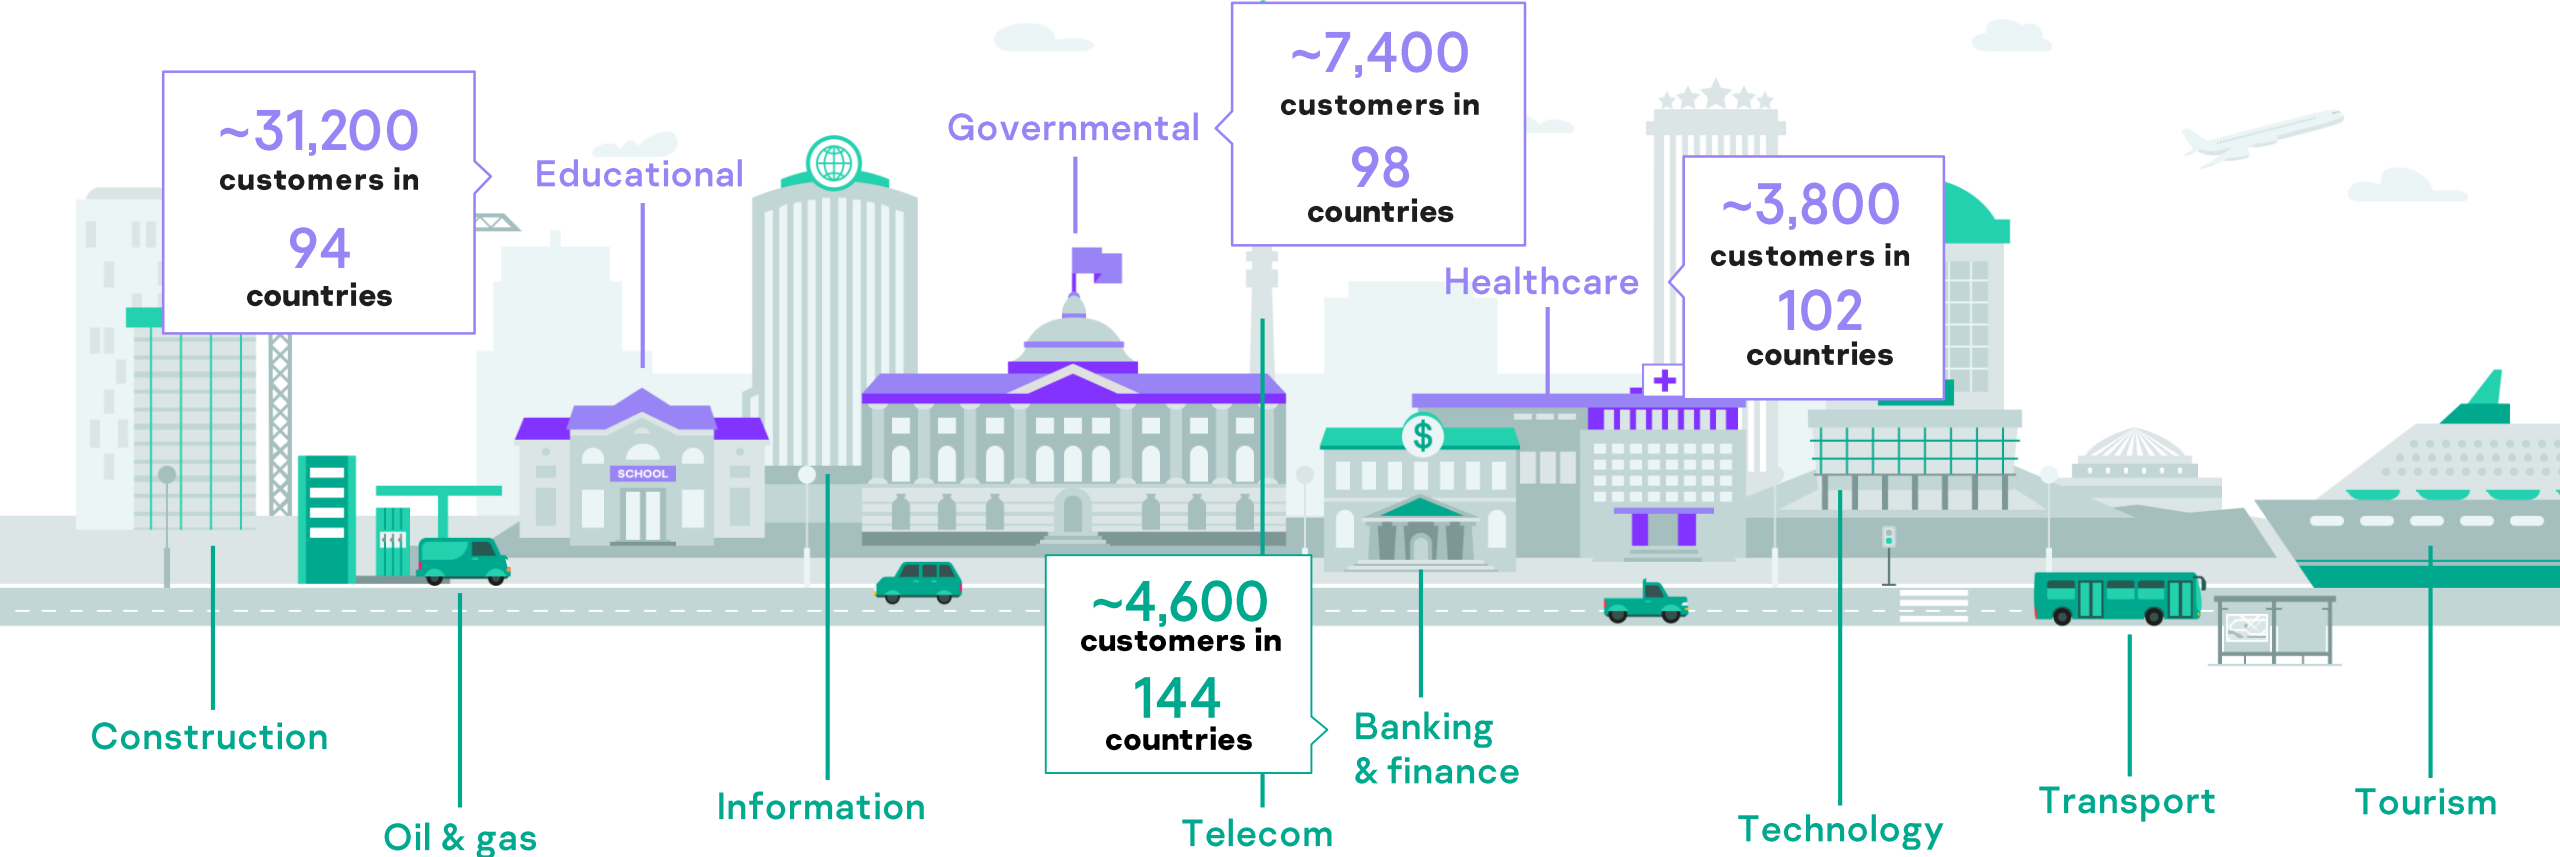 ~31,200
customers in
94
countries
Educational
Governmental
~7,400
customers in
98
countries
Healthcare
~3,800
customers in
102
countries
SCHOOL
$
~4,600
customers in
144
countries
Banking
& finance
Construction
Oil & gas
Information
Telecom
Technology
Transport
Tourism